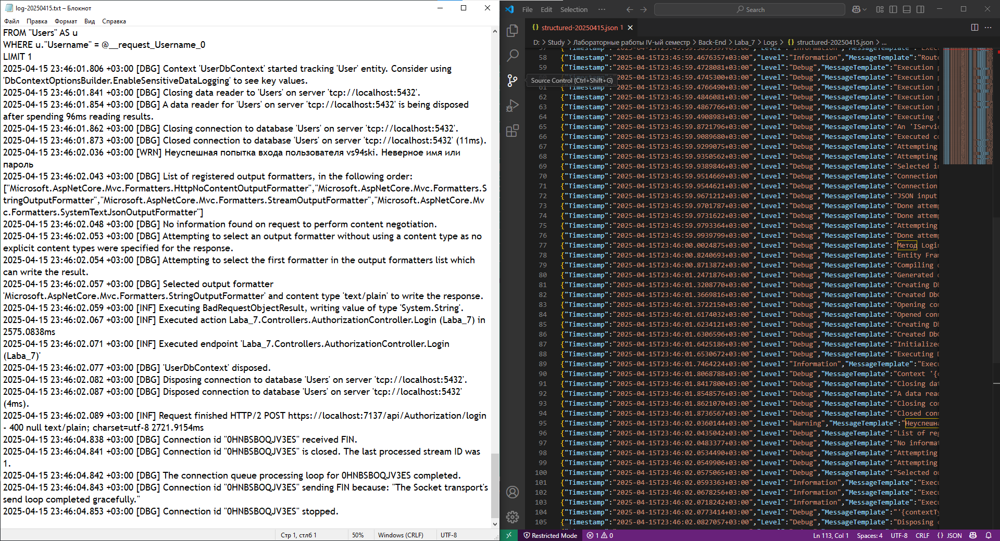 log-20250415.txt – Блокнот
Файл Правка Формат Вид Справка
FROM "Users" AS u
WHERE u."Username" = @__request_Username_0
LIMIT 1
2025-04-15 23:46:01.806 +03:00 [DBG] Context 'UserDbContext' started tracking 'User' entity. Consider using
'DbContextOptionsBuilder.EnableSensitiveDataLogging' to see key values.
2025-04-15 23:46:01.841 +03:00 [DBG] Closing data reader to 'Users' on server 'tcp://localhost:5432'.
2025-04-15 23:46:01.854 +03:00 [DBG] A data reader for 'Users' on server 'tcp://localhost:5432' is being disposed
after spending 96ms reading results.
2025-04-15 23:46:01.862 +03:00 [DBG] Closing connection to database 'Users' on server 'tcp://localhost:5432'.
2025-04-15 23:46:01.873 +03:00 [DBG] Closed connection to database 'Users' on server 'tcp://localhost:5432' (11ms).
2025-04-15 23:46:02.036 +03:00 [WRN] Неуспешная попытка входа пользователя vs94ski. Неверное имя или
пароль
2025-04-15 23:46:02.043 +03:00 [DBG] List of registered output formatters, in the following order:
["Microsoft.AspNetCore.Mvc.Formatters.HttpNoContentOutputFormatter","Microsoft.AspNetCore.Mvc.Formatters.S
tringOutputFormatter","Microsoft.AspNetCore.Mvc.Formatters.StreamOutputFormatter","Microsoft.AspNetCore.Mv
c.Formatters.SystemTextJsonOutputFormatter"]
2025-04-15 23:46:02.048 +03:00 [DBG] No information found on request to perform content negotiation.
2025-04-15 23:46:02.053 +03:00 [DBG] Attempting to select an output formatter without using a content type as no
explicit content types were specified for the response.
2025-04-15 23:46:02.054 +03:00 [DBG] Attempting to select the first formatter in the output formatters list which
can write the result.
2025-04-15 23:46:02.057 +03:00 [DBG] Selected output formatter
'Microsoft.AspNetCore.Mvc.Formatters.StringOutputFormatter' and content type 'text/plain' to write the response.
2025-04-15 23:46:02.059 +03:00 [INF] Executing BadRequestObjectResult, writing value of type 'System.String'.
2025-04-15 23:46:02.067 +03:00 [INF] Executed action Laba_7.Controllers.AuthorizationController.Login (Laba_7) in
2575.0838ms
2025-04-15 23:46:02.071 +03:00 [INF] Executed endpoint 'Laba_7.Controllers.AuthorizationController.Login
(Laba_7)'
2025-04-15 23:46:02.077 +03:00 [DBG] 'UserDbContext' disposed.
2025-04-15 23:46:02.082 +03:00 [DBG] Disposing connection to database 'Users' on server 'tcp://localhost:5432'.
2025-04-15 23:46:02.087 +03:00 [DBG] Disposed connection to database 'Users' on server 'tcp://localhost:5432'
(4ms).
2025-04-15 23:46:02.089 +03:00 [INF] Request finished HTTP/2 POST https://localhost:7137/api/Authorization/login
- 400 null text/plain; charset=utf-8 2721.9154ms
2025-04-15 23:46:04.838 +03:00 [DBG] Connection id "0HNBSBOQJV3ES" received FIN.
2025-04-15 23:46:04.841 +03:00 [DBG] Connection id "0HNBSBOQJV3ES" is closed. The last processed stream ID was
1.
2025-04-15 23:46:04.842 +03:00 [DBG] The connection queue processing loop for 0HNBSBOQJV3ES completed.
2025-04-15 23:46:04.843 +03:00 [DBG] Connection id "0HNBSBOQJV3ES" sending FIN because: "The Socket transport's
send loop completed gracefully."
2025-04-15 23:46:04.853 +03:00 [DBG] Connection id "0HNBSBOQJV3ES" stopped.
Стр 1, стлб 1 50% Windows (CRLF) UTF-8
File Edit Selection ··· Search
{} structured-20250415.json 1
D: > Study > Лабораторные работы IV-ый семестр > Back-End > Laba_7 > Logs > {} structured-20250415.json > ...
58 {"Timestamp":"2025-04-15T23:45:59.4676357+03:00","Level":"Information","MessageTemplate":"Route
59 {"Timestamp":"2025-04-15T23:45:59.4728081+03:00","Level":"Debug","MessageTemplate":"Execution p
{"Timestamp":"2025-04-15T23:45:59.4745300+03:00","Level":"Debug","MessageTemplate":"Execution p
Source Control (Ctrl+Shift+G)
61 {"Timestamp":"2025-04-15T23:45:59.4766490+03:00","Level":"Debug","MessageTemplate":"Execution p
62 {"Timestamp":"2025-04-15T23:45:59.4846081+03:00","Level":"Debug","MessageTemplate":"Execution p
63 {"Timestamp":"2025-04-15T23:45:59.4867766+03:00","Level":"Debug","MessageTemplate":"Execution p
64 {"Timestamp":"2025-04-15T23:45:59.4908983+03:00","Level":"Debug","MessageTemplate":"Executing c
65 {"Timestamp":"2025-04-15T23:45:59.8721796+03:00","Level":"Debug","MessageTemplate":"An 'IServic
66 {"Timestamp":"2025-04-15T23:45:59.9089680+03:00","Level":"Debug","MessageTemplate":"Executed co
67 {"Timestamp":"2025-04-15T23:45:59.9299075+03:00","Level":"Debug","MessageTemplate":"Attempting
68 {"Timestamp":"2025-04-15T23:45:59.9350562+03:00","Level":"Debug","MessageTemplate":"Attempting
69 {"Timestamp":"2025-04-15T23:45:59.9389846+03:00","Level":"Debug","MessageTemplate":"Selected in
70 {"Timestamp":"2025-04-15T23:45:59.9514669+03:00","Level":"Debug","MessageTemplate":"Connection
71 {"Timestamp":"2025-04-15T23:45:59.9544621+03:00","Level":"Debug","MessageTemplate":"Connection
72 {"Timestamp":"2025-04-15T23:45:59.9671212+03:00","Level":"Debug","MessageTemplate":"JSON input
73 {"Timestamp":"2025-04-15T23:45:59.9701787+03:00","Level":"Debug","MessageTemplate":"Done attemp
74 {"Timestamp":"2025-04-15T23:45:59.9731622+03:00","Level":"Debug","MessageTemplate":"Done attemp
75 {"Timestamp":"2025-04-15T23:45:59.9793364+03:00","Level":"Debug","MessageTemplate":"Attempting
76 {"Timestamp":"2025-04-15T23:45:59.9939799+03:00","Level":"Debug","MessageTemplate":"Done attemp
77 {"Timestamp":"2025-04-15T23:46:00.0024875+03:00","Level":"Debug","MessageTemplate":"Метод Login
78 {"Timestamp":"2025-04-15T23:46:00.8240693+03:00","Level":"Debug","MessageTemplate":"Entity Fram
79 {"Timestamp":"2025-04-15T23:46:00.8713872+03:00","Level":"Debug","MessageTemplate":"Compiling q
80 {"Timestamp":"2025-04-15T23:46:01.2471876+03:00","Level":"Debug","MessageTemplate":"Generated q
81 {"Timestamp":"2025-04-15T23:46:01.3208770+03:00","Level":"Debug","MessageTemplate":"Creating Db
82 {"Timestamp":"2025-04-15T23:46:01.3669816+03:00","Level":"Debug","MessageTemplate":"Created DbC
83 {"Timestamp":"2025-04-15T23:46:01.3722150+03:00","Level":"Debug","MessageTemplate":"Opening con
84 {"Timestamp":"2025-04-15T23:46:01.6174032+03:00","Level":"Debug","MessageTemplate":"Opened conn
85 {"Timestamp":"2025-04-15T23:46:01.6234121+03:00","Level":"Debug","MessageTemplate":"Creating Db
86 {"Timestamp":"2025-04-15T23:46:01.6306596+03:00","Level":"Debug","MessageTemplate":"Created DbC
87 {"Timestamp":"2025-04-15T23:46:01.6425186+03:00","Level":"Debug","MessageTemplate":"Initialized
88 {"Timestamp":"2025-04-15T23:46:01.6530672+03:00","Level":"Debug","MessageTemplate":"Executing D
89 {"Timestamp":"2025-04-15T23:46:01.7464224+03:00","Level":"Information","MessageTemplate":"Execu
90 {"Timestamp":"2025-04-15T23:46:01.8068788+03:00","Level":"Debug","MessageTemplate":"Context '{c
91 {"Timestamp":"2025-04-15T23:46:01.8417800+03:00","Level":"Debug","MessageTemplate":"Closing dat
92 {"Timestamp":"2025-04-15T23:46:01.8548576+03:00","Level":"Debug","MessageTemplate":"A data read
93 {"Timestamp":"2025-04-15T23:46:01.8621070+03:00","Level":"Debug","MessageTemplate":"Closing con
94 {"Timestamp":"2025-04-15T23:46:01.8736567+03:00","Level":"Debug","MessageTemplate":"Closed conn
95 {"Timestamp":"2025-04-15T23:46:02.0360144+03:00","Level":"Warning","MessageTemplate":"Неуспешна
96 {"Timestamp":"2025-04-15T23:46:02.0435042+03:00","Level":"Debug","MessageTemplate":"List of reg
97 {"Timestamp":"2025-04-15T23:46:02.0483377+03:00","Level":"Debug","MessageTemplate":"No informat
98 {"Timestamp":"2025-04-15T23:46:02.0534490+03:00","Level":"Debug","MessageTemplate":"Attempting
99 {"Timestamp":"2025-04-15T23:46:02.0549906+03:00","Level":"Debug","MessageTemplate":"Attempting
100 {"Timestamp":"2025-04-15T23:46:02.0575065+03:00","Level":"Debug","MessageTemplate":"Selected ou
101 {"Timestamp":"2025-04-15T23:46:02.0593363+03:00","Level":"Information","MessageTemplate":"Execu
102 {"Timestamp":"2025-04-15T23:46:02.0678256+03:00","Level":"Information","MessageTemplate":"Execu
103 {"Timestamp":"2025-04-15T23:46:02.0718242+03:00","Level":"Information","MessageTemplate":"Execu
104 {"Timestamp":"2025-04-15T23:46:02.0773414+03:00","Level":"Debug","MessageTemplate":"'{contextTy
105 {"Timestamp":"2025-04-15T23:46:02.0827057+03:00","Level":"Debug","MessageTemplate":"Disposing c
Restricted Mode 1 0 Ln 113, Col 1 Spaces: 4 UTF-8 CRLF {} JSON